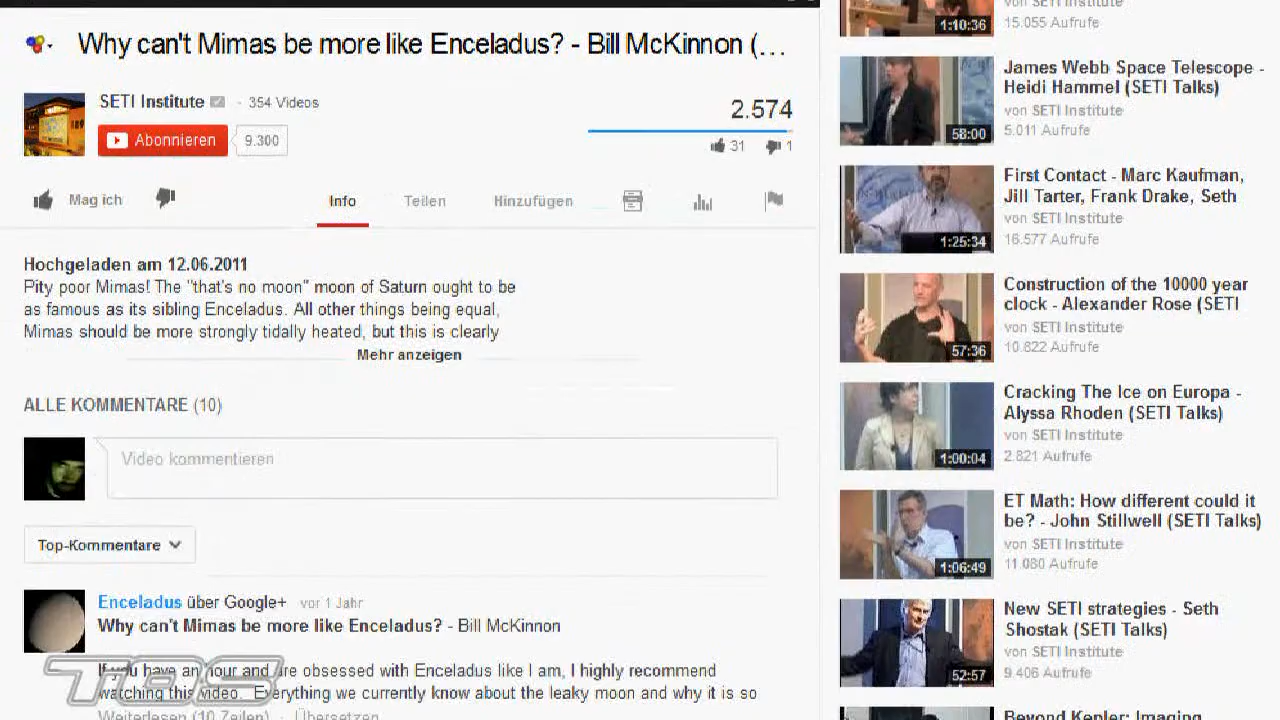 Why can't Mimas be more like Enceladus? - Bill McKinnon (...
SETI Institute - 354 Videos
Abonnieren 9.300
2.574
31 1
Mag ich
Info Teilen Hinzufügen
Hochgeladen am 12.06.2011
Pity poor Mimas! The "that's no moon" moon of Saturn ought to be
as famous as its sibling Enceladus. All other things being equal,
Mimas should be more strongly tidally heated, but this is clearly
Mehr anzeigen
ALLE KOMMENTARE (10)
Video kommentieren
Top-Kommentare
Enceladus über Google+ vor 1 Jahr
Why can't Mimas be more like Enceladus? - Bill McKinnon
If you have an hour and are obsessed with Enceladus like I am, I highly recommend
watching this video. Everything we currently know about the leaky moon and why it is so
Weiterlesen (10 Zeilen) · Übersetzen
von SETI Institute
1:10:36
15.055 Aufrufe
James Webb Space Telescope -
Heidi Hammel (SETI Talks)
von SETI Institute
58:00
5.011 Aufrufe
First Contact - Marc Kaufman,
Jill Tarter, Frank Drake, Seth
von SETI Institute
1:25:34
16.577 Aufrufe
Construction of the 10000 year
clock - Alexander Rose (SETI
von SETI Institute
57:36
10.822 Aufrufe
Cracking The Ice on Europa -
Alyssa Rhoden (SETI Talks)
von SETI Institute
1:00:04
2.821 Aufrufe
ET Math: How different could it
be? - John Stillwell (SETI Talks)
von SETI Institute
1:06:49
11.080 Aufrufe
New SETI strategies - Seth
Shostak (SETI Talks)
von SETI Institute
52:57
9.406 Aufrufe
Beyond Kepler: Imaging